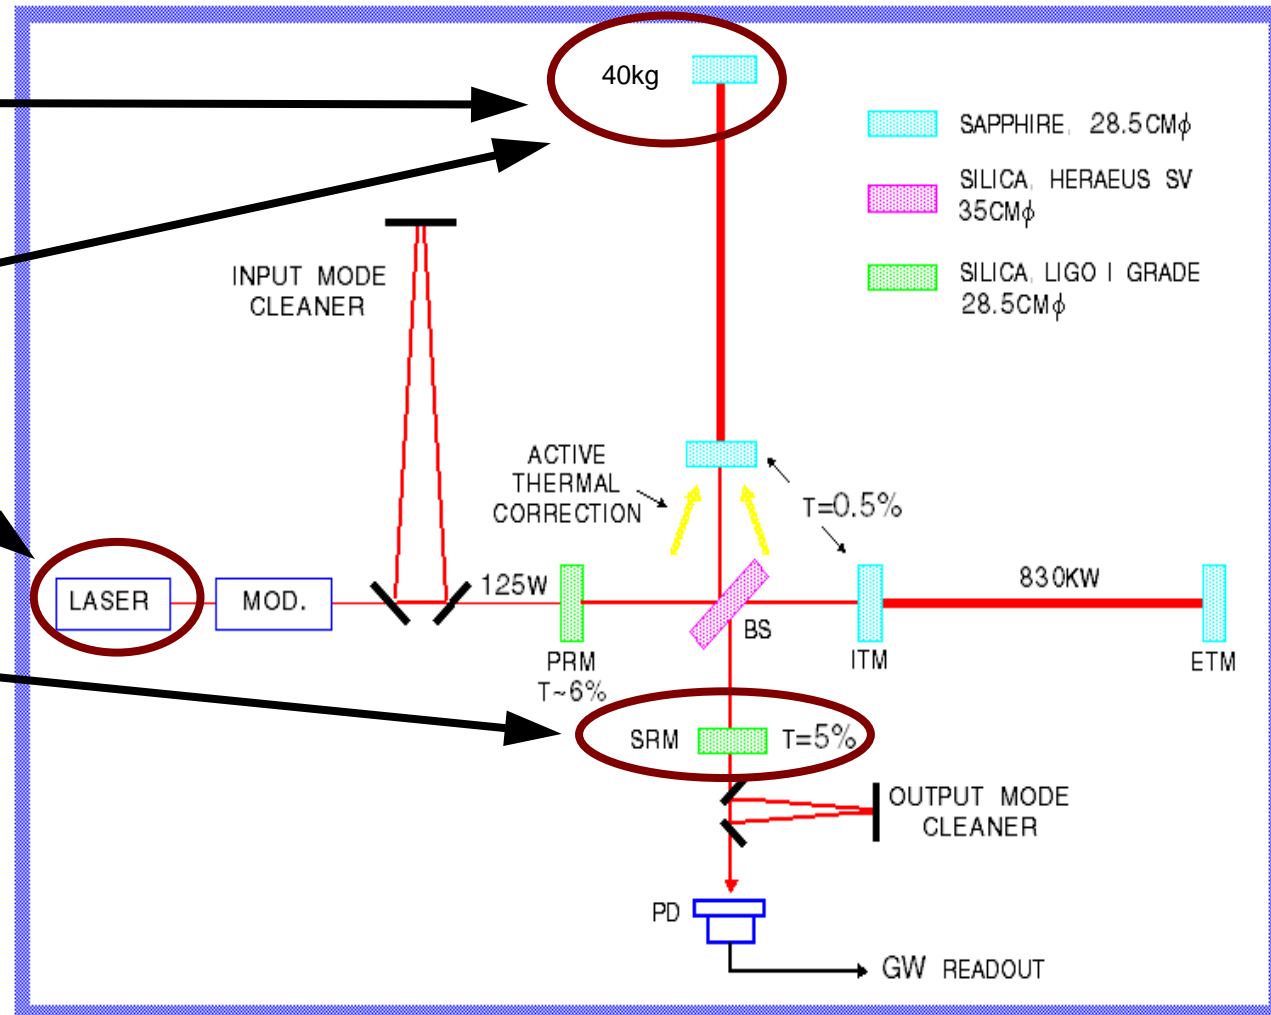 40kg
SAPPHIRE, 28.5CMϕ
SILICA, HERAEUS SV
35CMϕ
SILICA, LIGO I GRADE
28.5CMϕ
INPUT MODE
CLEANER
ACTIVE
THERMAL
CORRECTION
T=0.5%
LASER
MOD.
125W
830KW
BS
PRM
T~6%
ITM
ETM
SRM
T=5%
OUTPUT MODE
CLEANER
PD
GW READOUT